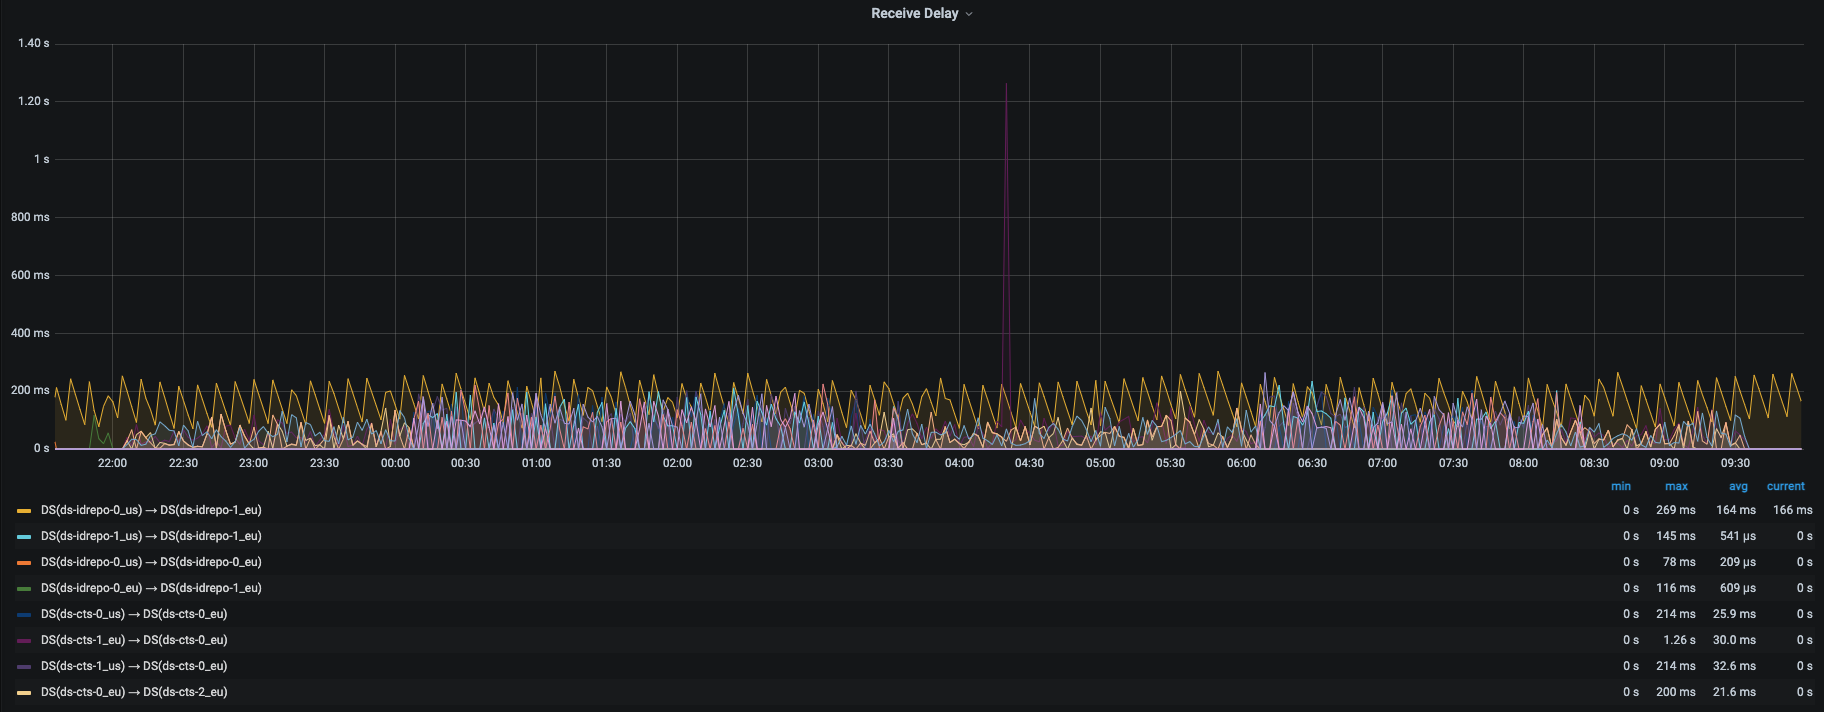 Receive Delay
1.40 s
1.20 s
1 s
800 ms
600 ms
400 ms
200 ms
0 s
22:00 22:30 23:00 23:30 00:00 00:30 01:00 01:30 02:00 02:30 03:00 03:30 04:00 04:30 05:00 05:30 06:00 06:30 07:00 07:30 08:00 08:30 09:00 09:30
min max avg current
DS(ds-idrepo-0_us) → DS(ds-idrepo-1_eu) 0 s 269 ms 164 ms 166 ms
DS(ds-idrepo-1_us) → DS(ds-idrepo-1_eu) 0 s 145 ms 541 µs 0 s
DS(ds-idrepo-0_us) → DS(ds-idrepo-0_eu) 0 s 78 ms 209 µs 0 s
DS(ds-idrepo-0_eu) → DS(ds-idrepo-1_eu) 0 s 116 ms 609 µs 0 s
DS(ds-cts-0_us) → DS(ds-cts-0_eu) 0 s 214 ms 25.9 ms 0 s
DS(ds-cts-1_eu) → DS(ds-cts-0_eu) 0 s 1.26 s 30.0 ms 0 s
DS(ds-cts-1_us) → DS(ds-cts-0_eu) 0 s 214 ms 32.6 ms 0 s
DS(ds-cts-0_eu) → DS(ds-cts-2_eu) 0 s 200 ms 21.6 ms 0 s